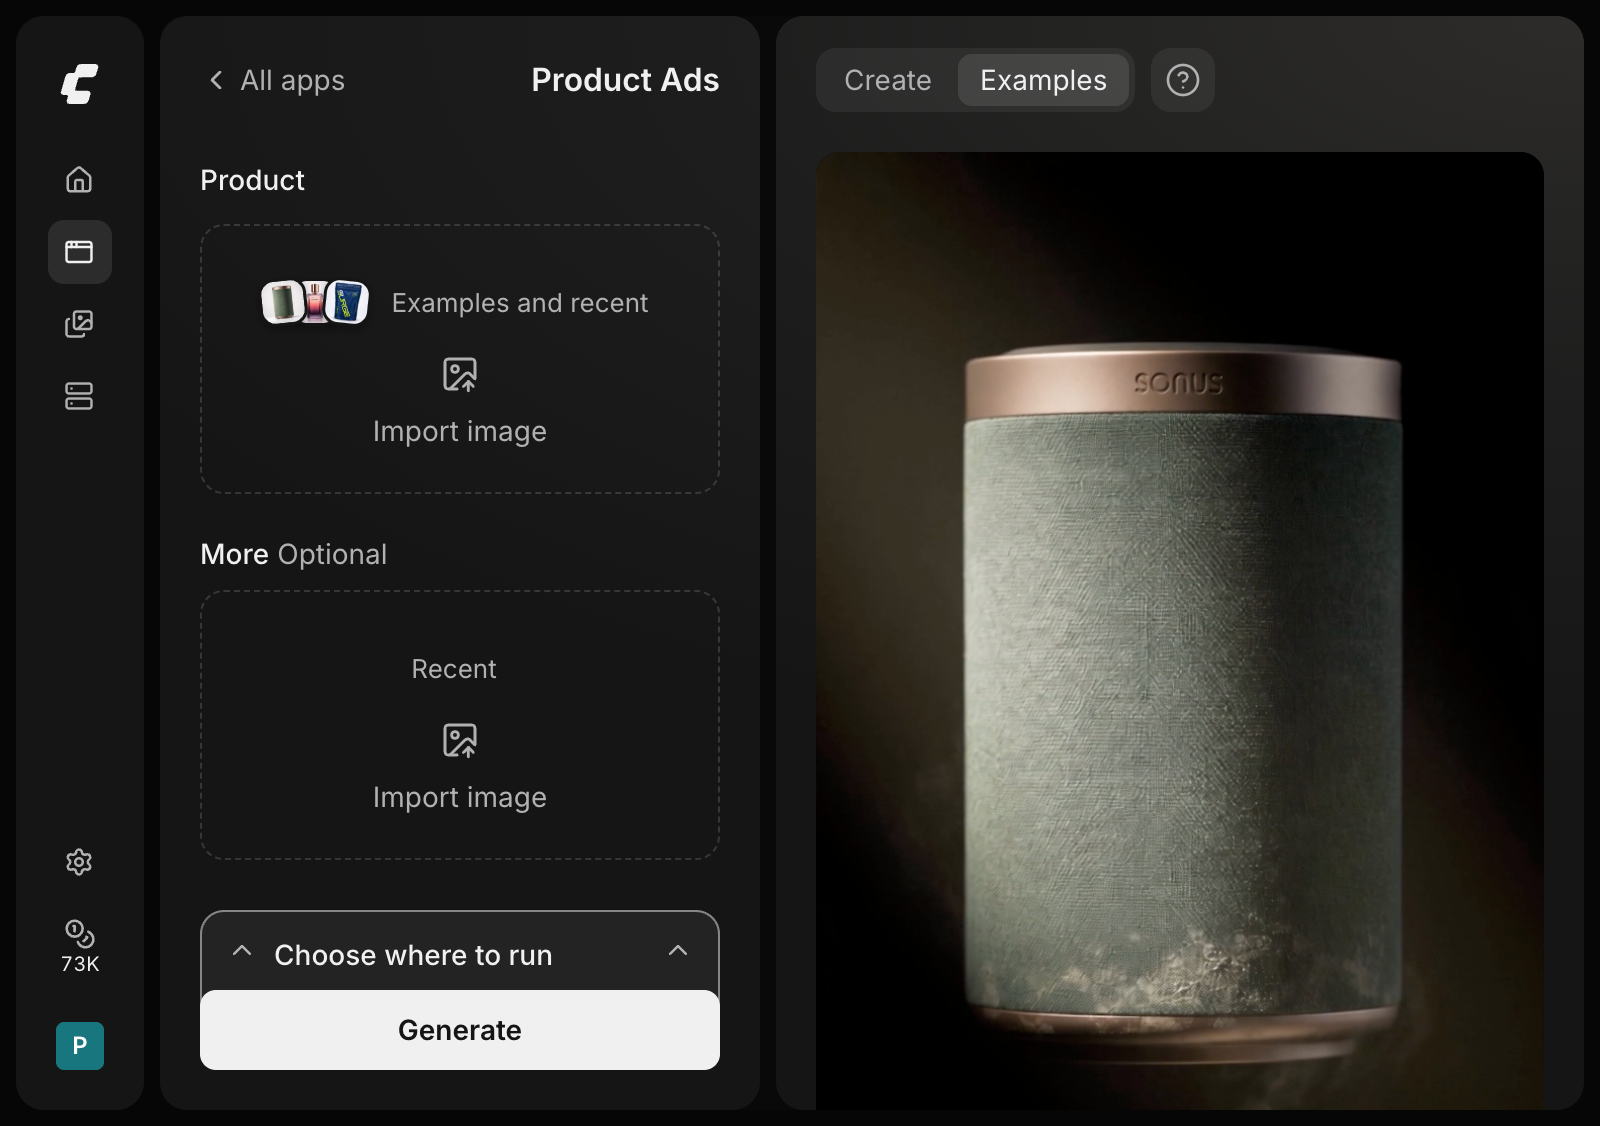 All apps
Product Ads
Product
Examples and recent
Import image
More Optional
Recent
Import image
Choose where to run
Generate
73K
P
Create
Examples
sonus
SURGE